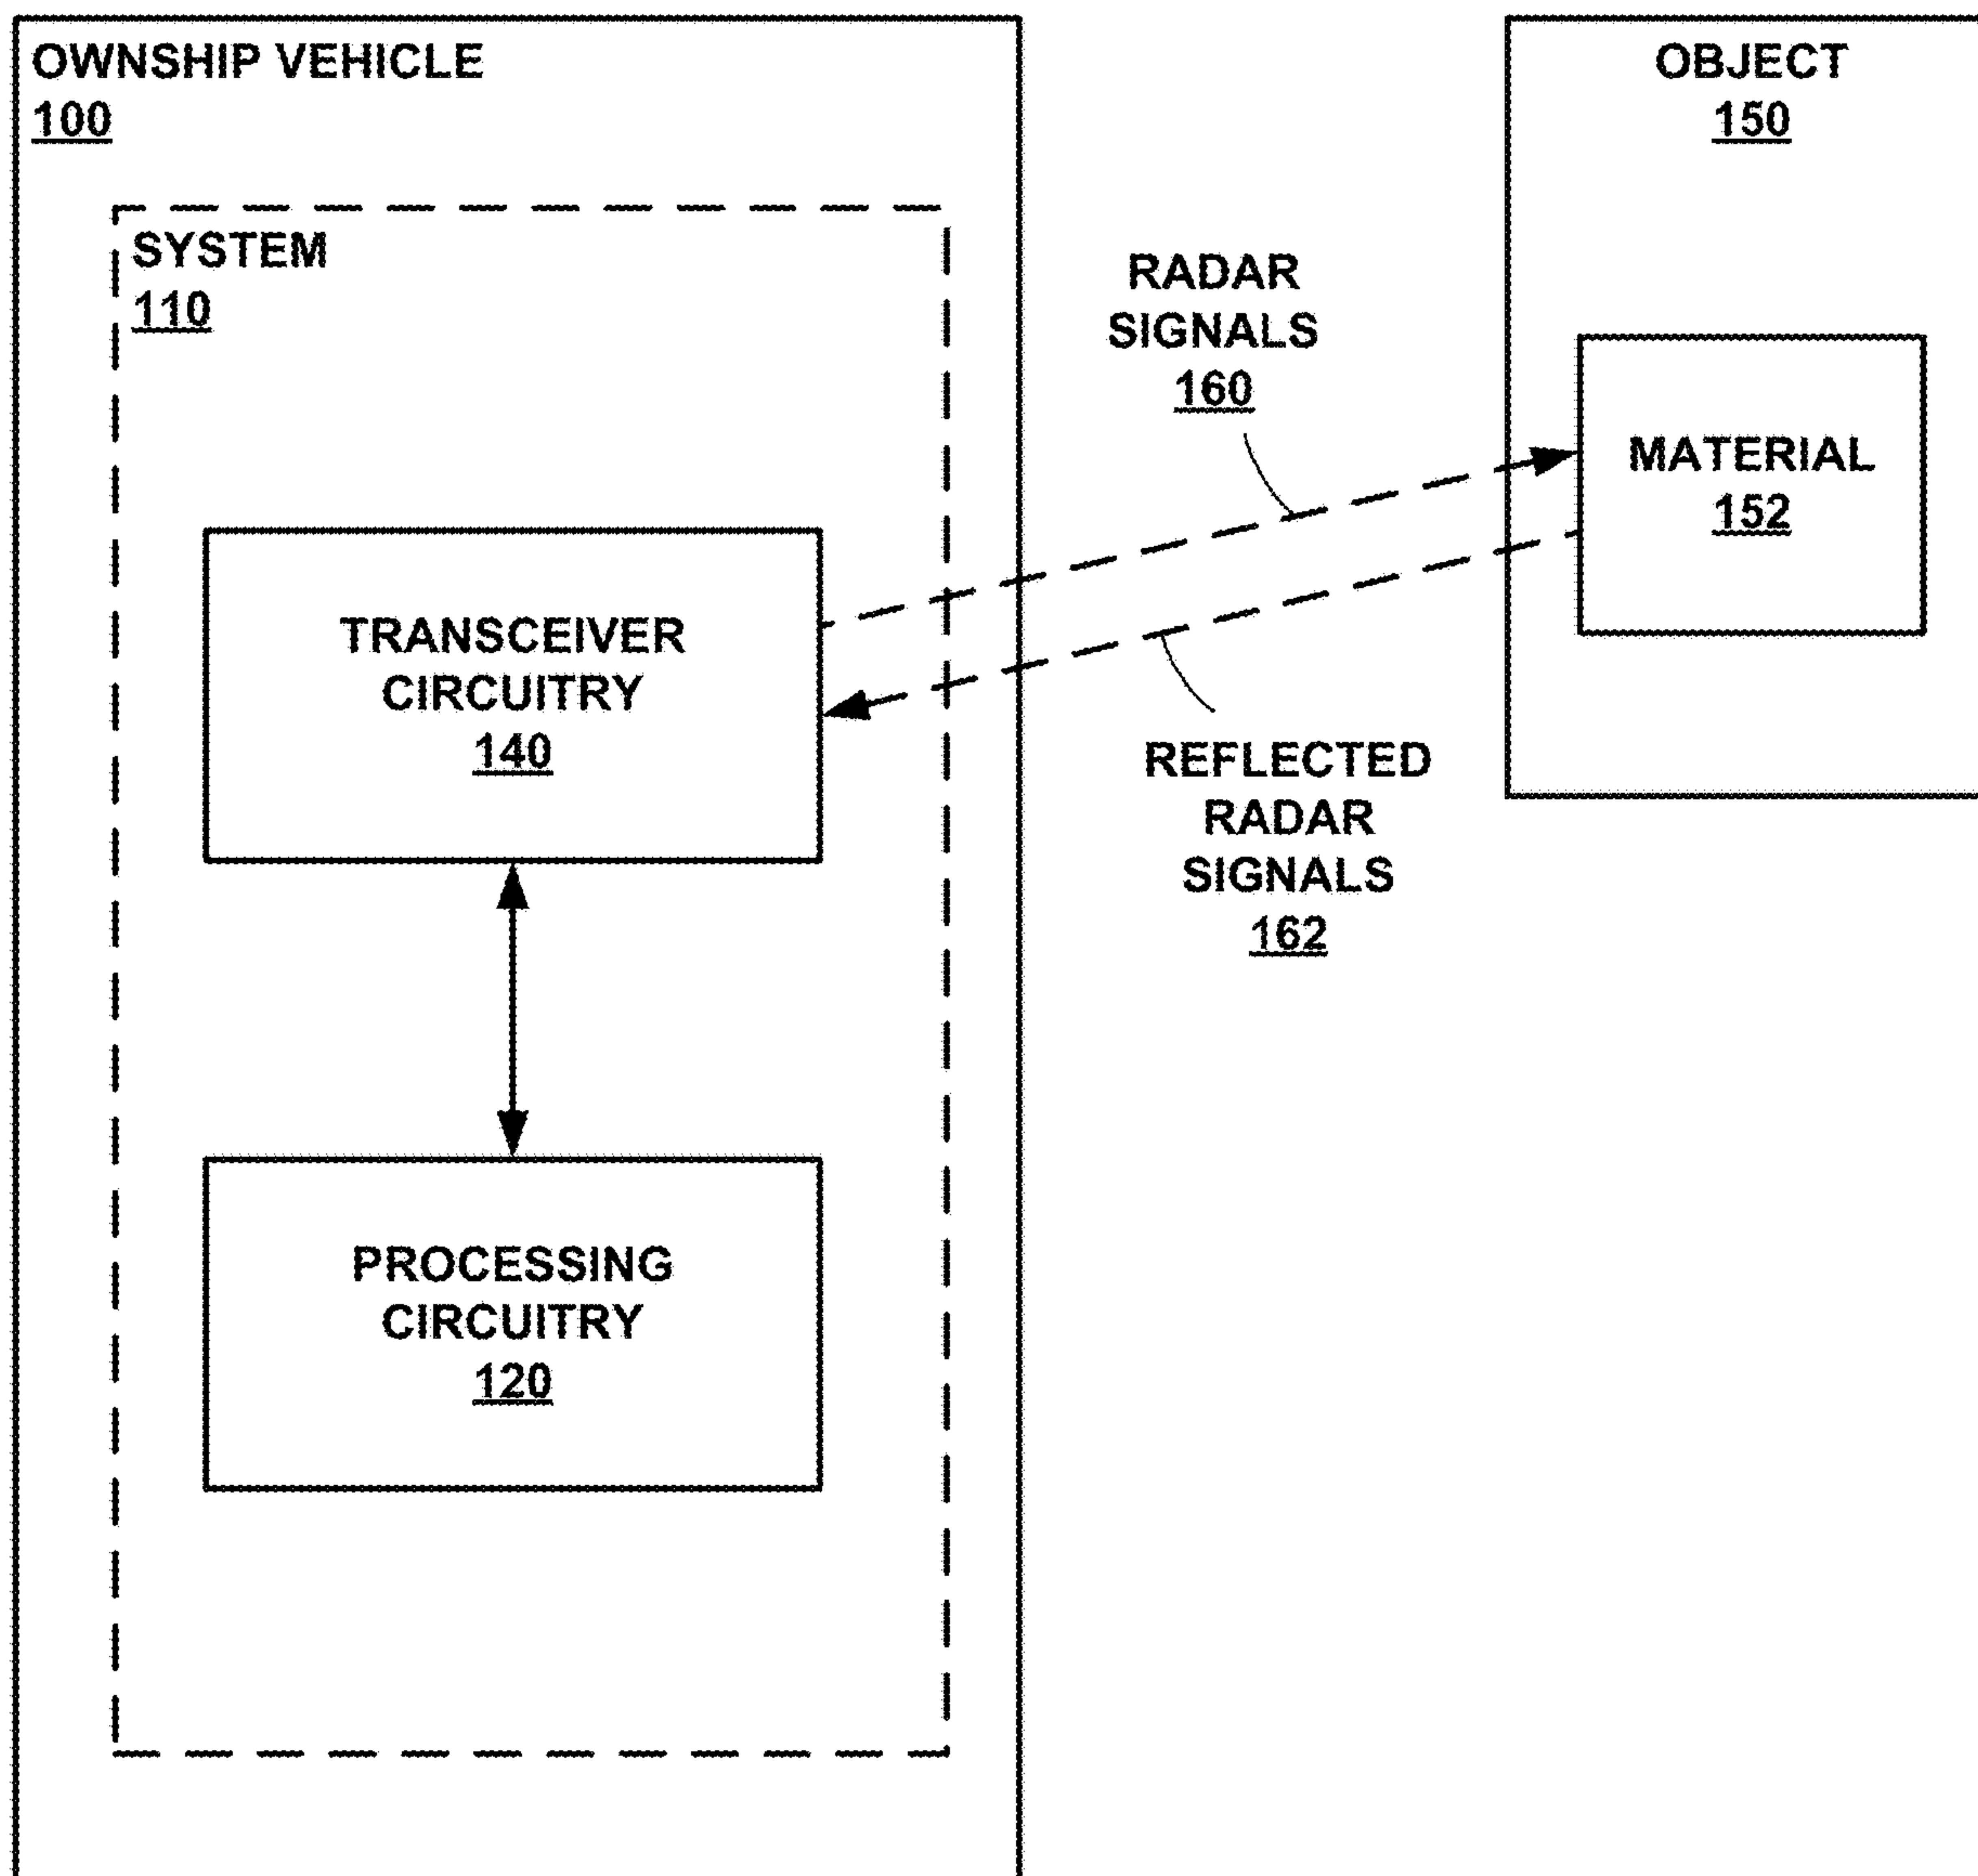 OWNSHIP VEHICLE
100
SYSTEM
110
TRANSCEIVER
CIRCUITRY
140
PROCESSING
CIRCUITRY
120
RADAR
SIGNALS
160
REFLECTED
RADAR
SIGNALS
162
OBJECT
150
MATERIAL
152